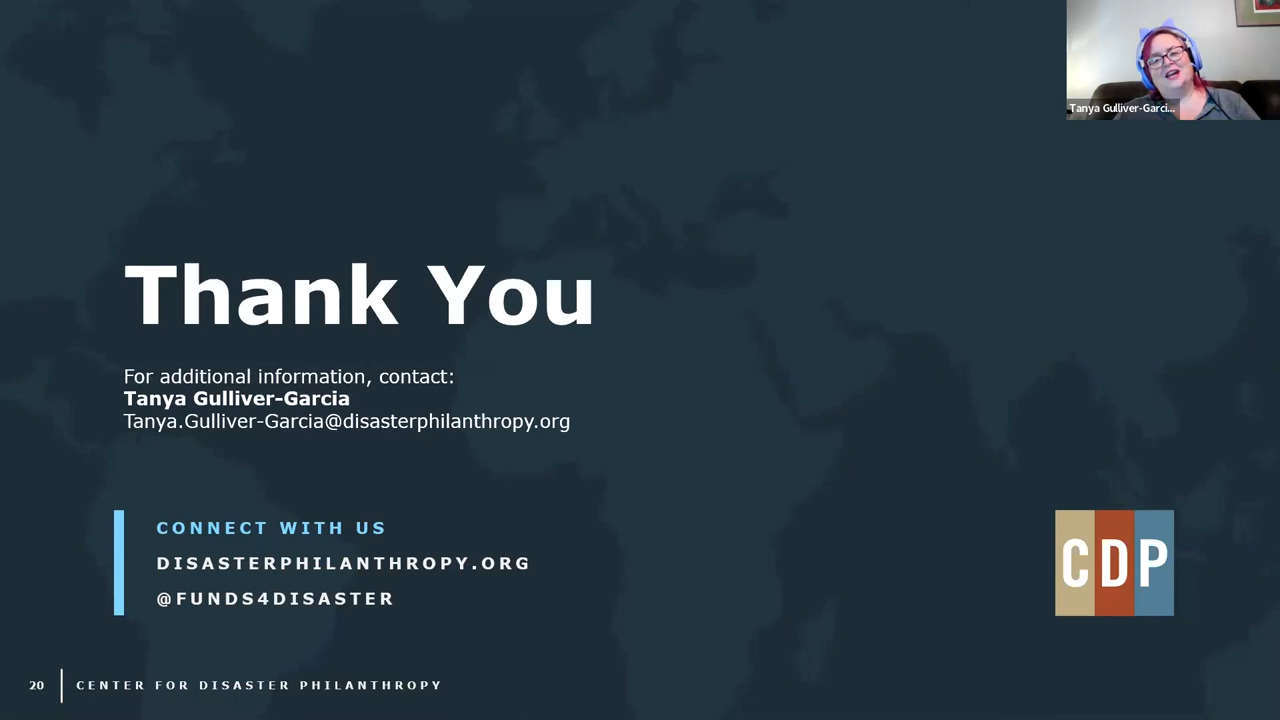 Tanya Gulliver-Garci...
Thank You
For additional information, contact:
Tanya Gulliver-Garcia
Tanya.Gulliver-Garcia@disasterphilanthropy.org
CONNECT WITH US
DISASTERPHILANTHROPY.ORG
@FUNDS4DISASTER
CDP
20 CENTER FOR DISASTER PHILANTHROPY